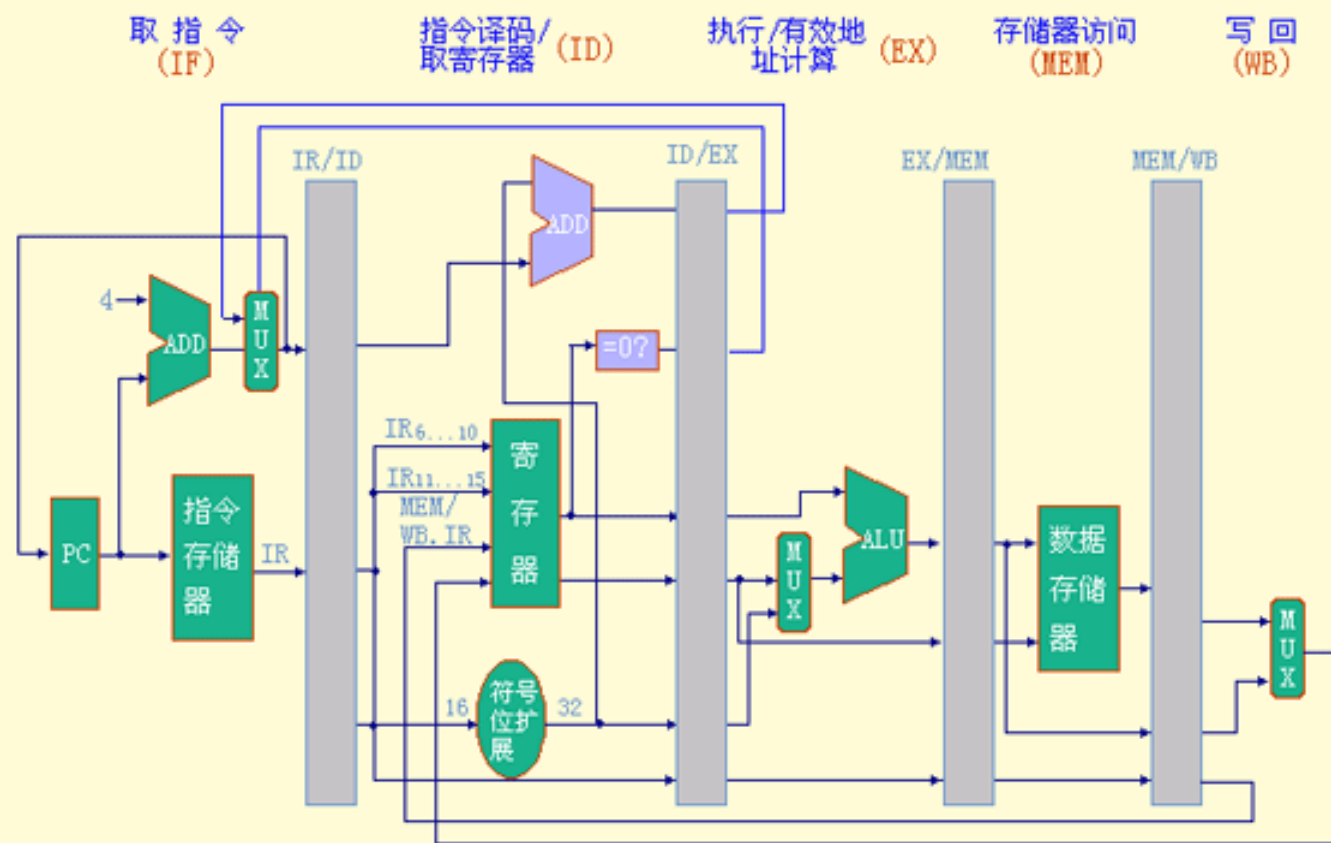 取 指 令
(IF)
指令译码/
取寄存器 (ID)
执行/有效地
址计算 (EX)
存储器访问
(MEM)
写 回
(WB)
IR/ID
ID/EX
EX/MEM
MEM/WB
ADD
4
ADD
M
U
X
=0?
IR6...10
IR11...15
MEM/
WB.IR
寄
存
器
PC
指令
存储
器
IR
M
U
X
ALU
数据
存储
器
M
U
X
16
符号
位扩
展
32